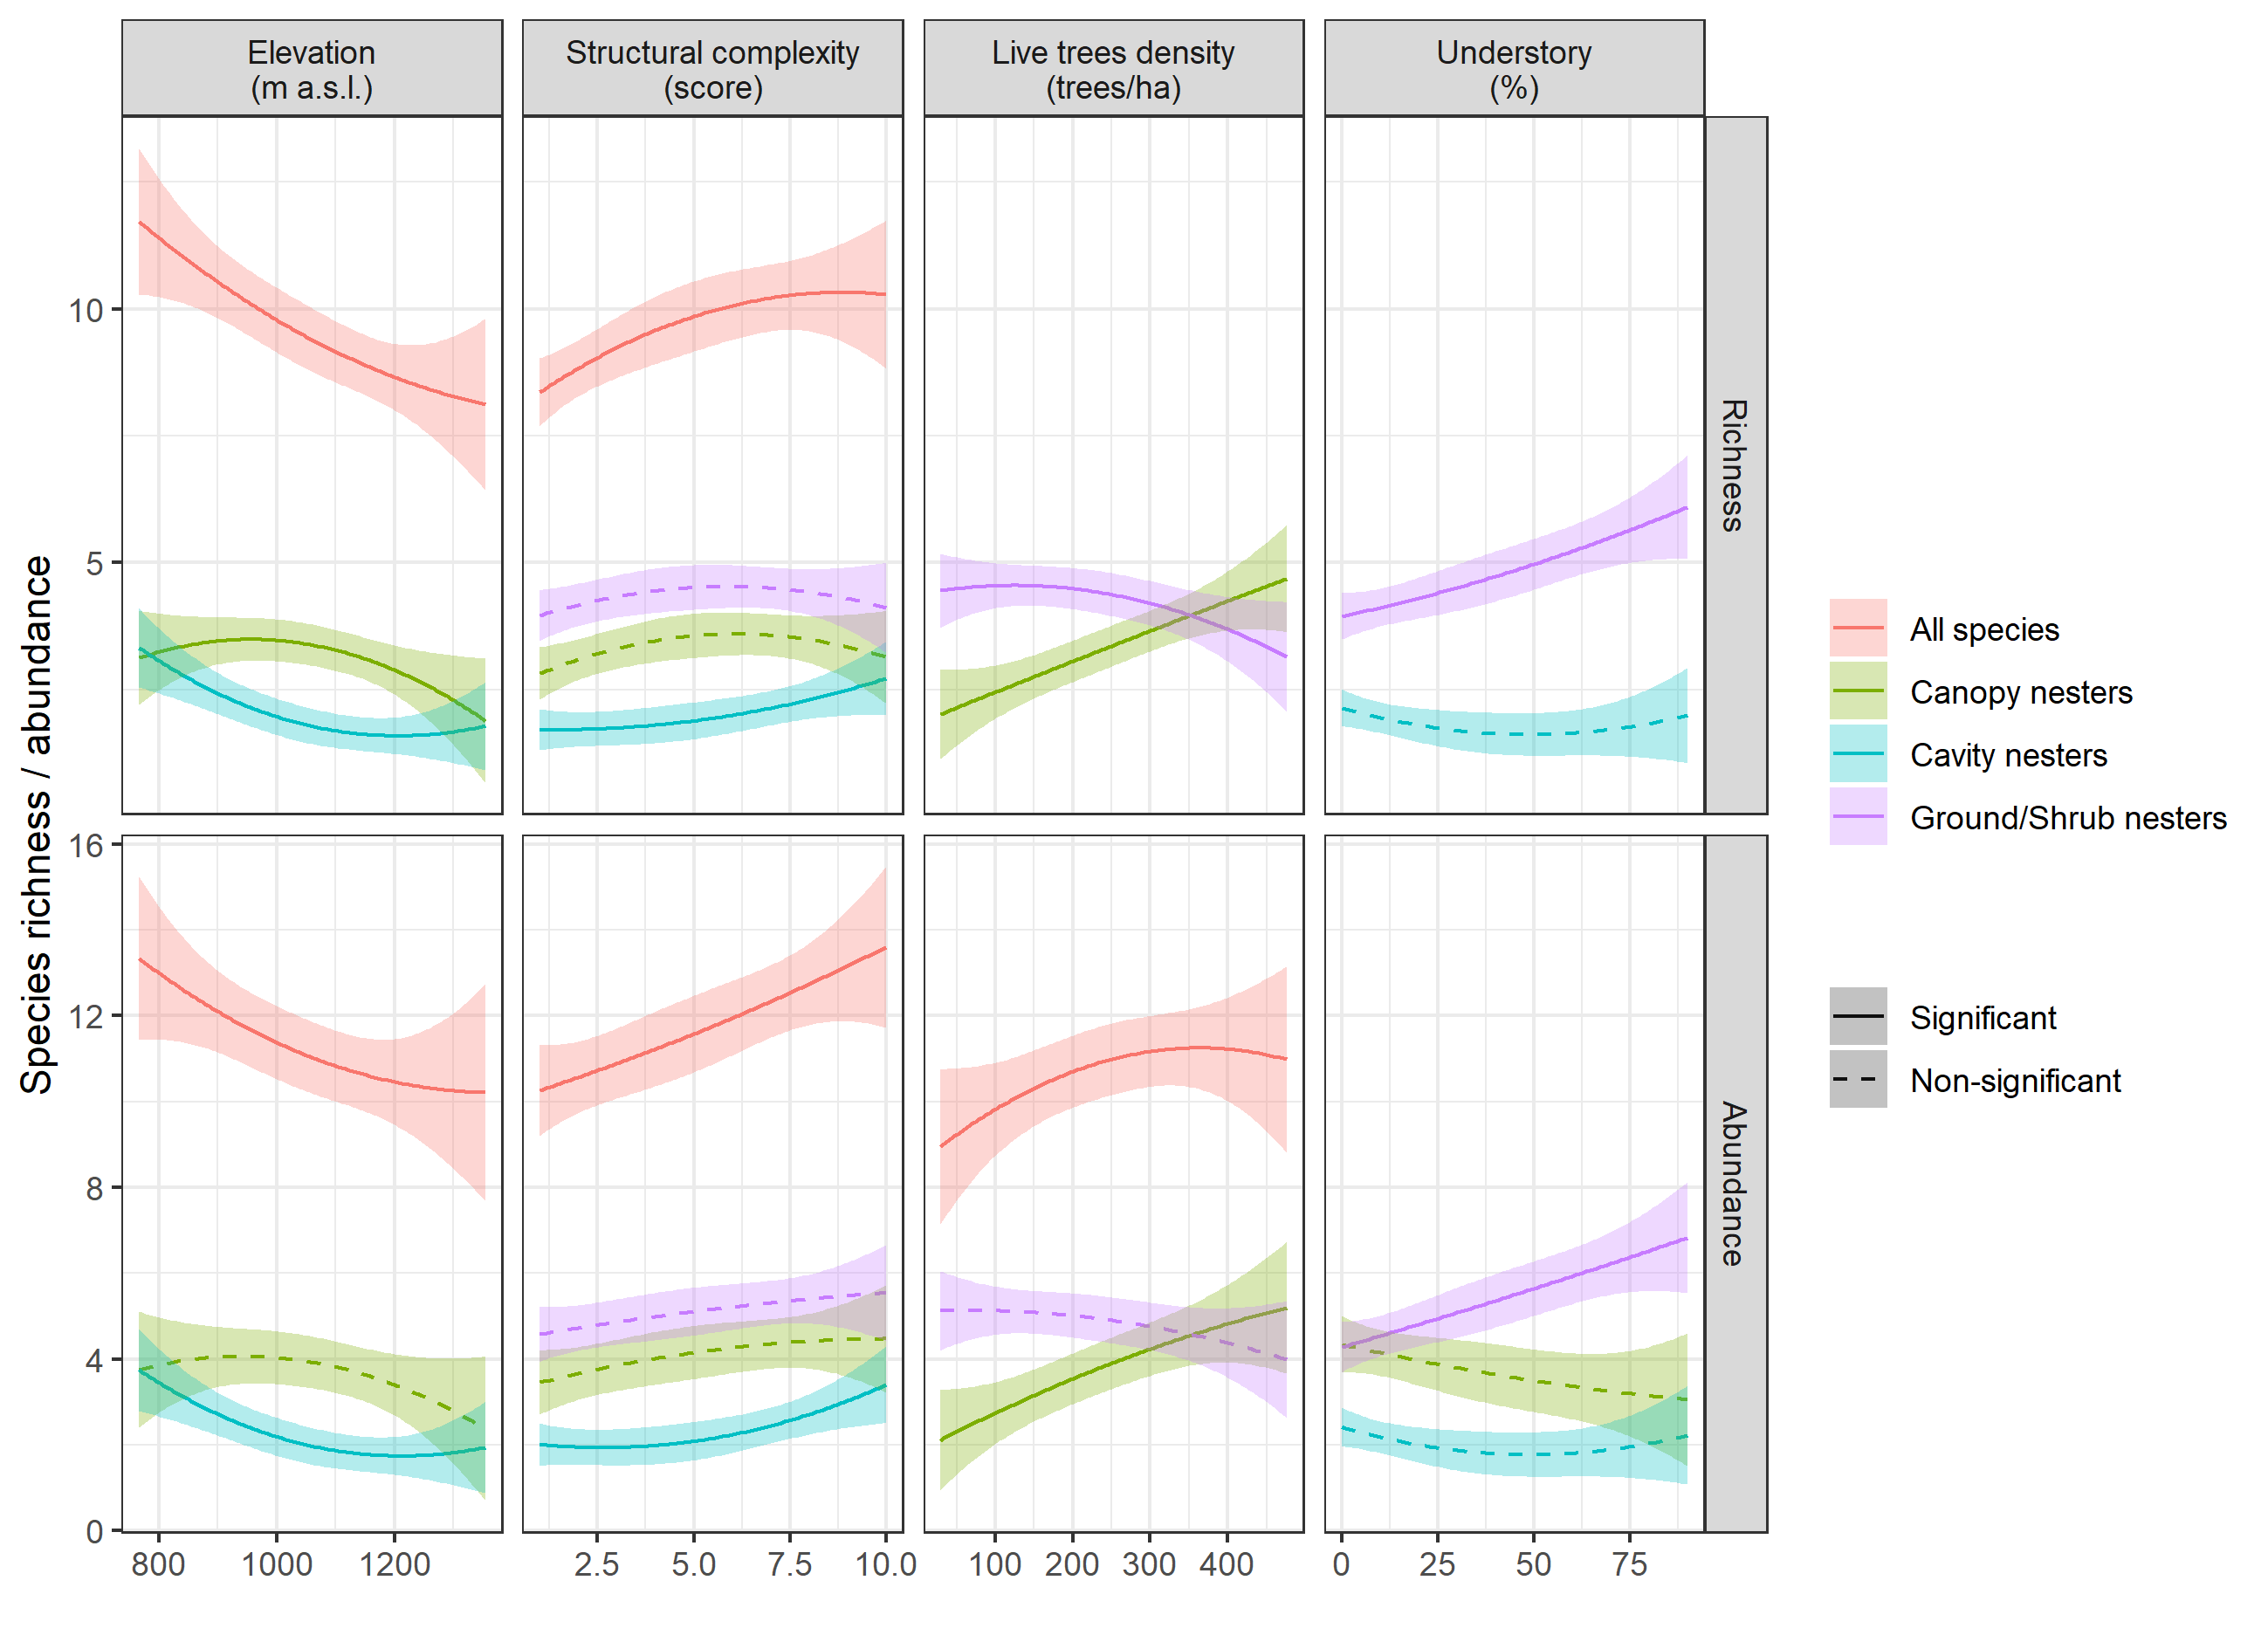 Elevation
(m a.s.l.)
Structural complexity
(score)
Live trees density
(trees/ha)
Understory
(%)
Richness
Abundance
Species richness / abundance
10
5
16
12
8
4
0
800 1000 1200
2.5 5.0 7.5 10.0
100 200 300 400
0 25 50 75
All species
Canopy nesters
Cavity nesters
Ground/Shrub nesters
Significant
Non-significant